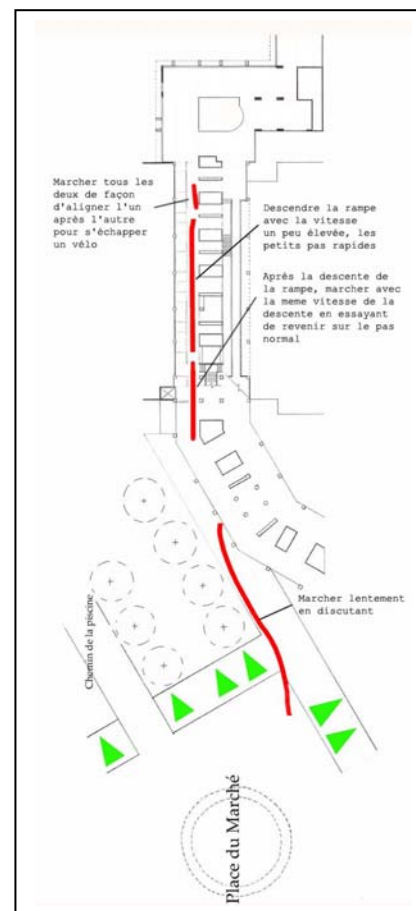 Marcher tous les
deux de façon
d'aligner l'un
après l'autre
pour s'échapper
un vélo
Descendre la rampe
avec la vitesse
un peu élevée, les
petits pas rapides
Après la descente de
la rampe, marcher avec
la meme vitesse de la
descente en essayant
de revenir sur le pas
normal
Marcher lentement
en discutant
Chemin de la piscine
Place du Marché